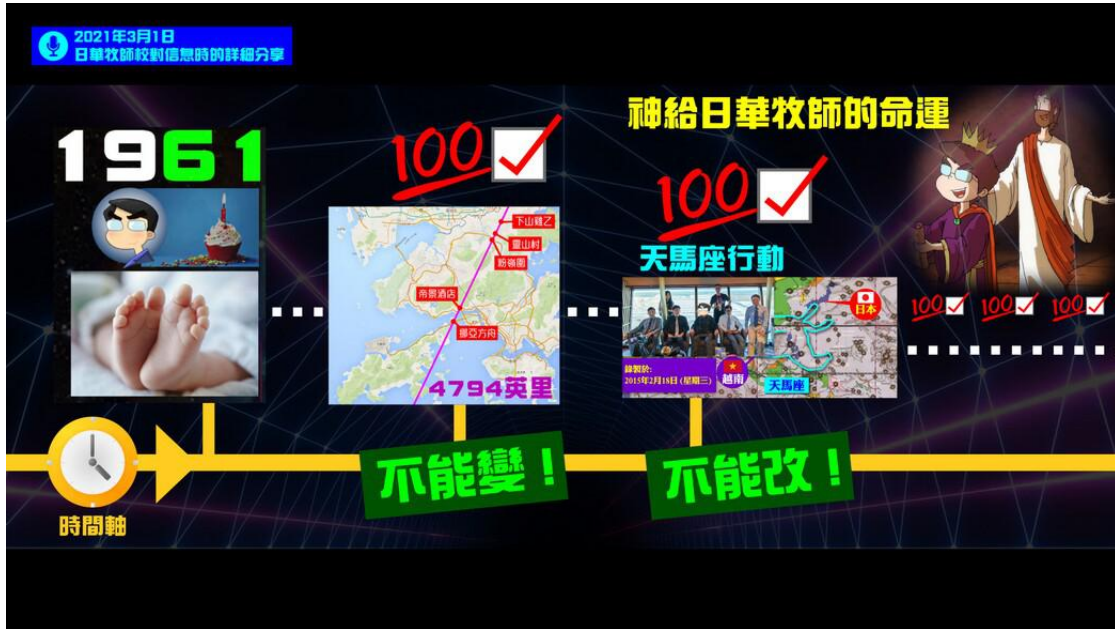 2021年3月1日
日華牧師校對信息時的詳細分享
神給日華牧師的命運
1961
100
100
天馬座行動
下山雞乙
靈山村
粉嶺圍
帝景酒店
挪亞方舟
4794英里
日本
錄製於:
2015年2月18日 (星期三)
越南
天馬座
100
100
100
不能變！
不能改！
時間軸